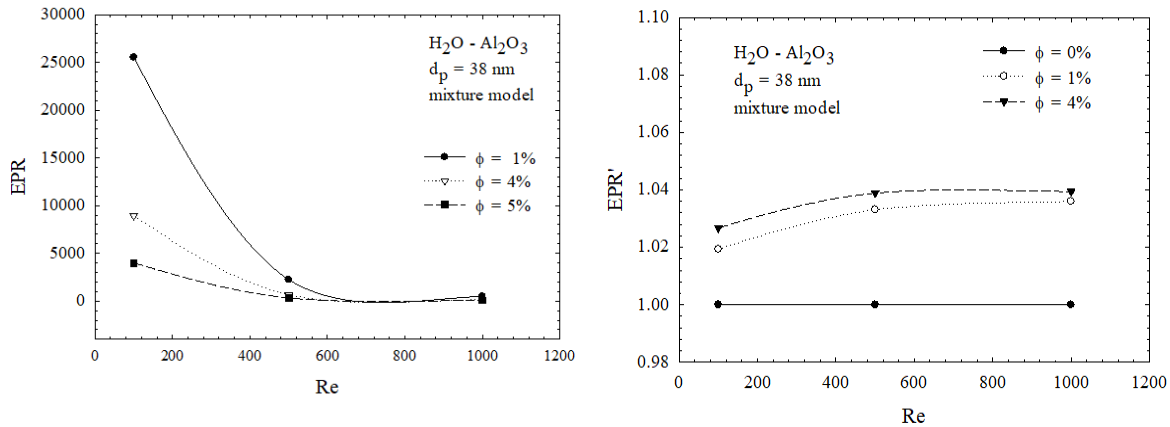 30000
25000
20000
15000
10000
5000
0
EPR
0 200 400 600 800 1000 1200
Re
H2O - Al2O3
dp = 38 nm
mixture model
ϕ = 1%
ϕ = 4%
ϕ = 5%
1.10
1.08
1.06
1.04
1.02
1.00
0.98
EPR'
0 200 400 600 800 1000 1200
Re
H2O - Al2O3
dp = 38 nm
mixture model
ϕ = 0%
ϕ = 1%
ϕ = 4%